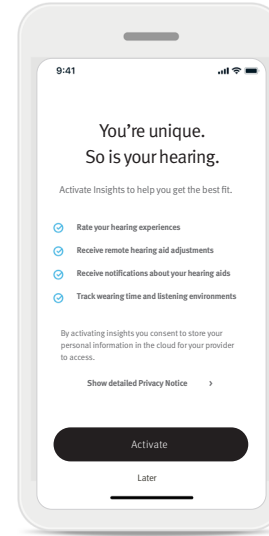 9:41
You're unique.
So is your hearing.
Activate Insights to help you get the best fit.
Rate your hearing experiences
Receive remote hearing aid adjustments
Receive notifications about your hearing aids
Track wearing time and listening environments
By activating insights you consent to store your
personal information in the cloud for your provider
to access.
Show detailed Privacy Notice
Activate
Later